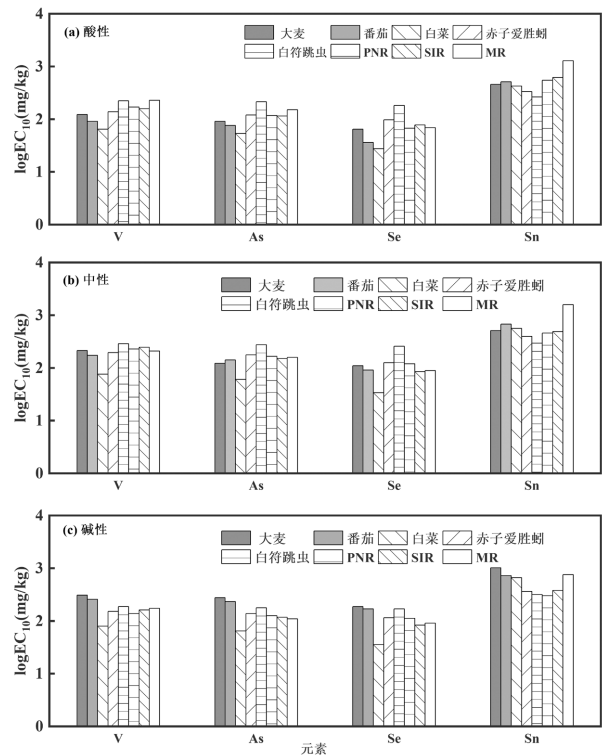 (a) 酸性
大麦 番茄 白菜 赤子爱胜蚓
白符跳虫 PNR SIR MR
logEC10(mg/kg)
4
3
2
1
0
V As Se Sn
(b) 中性
大麦 番茄 白菜 赤子爱胜蚓
白符跳虫 PNR SIR MR
logEC10(mg/kg)
4
3
2
1
0
V As Se Sn
(c) 碱性
大麦 番茄 白菜 赤子爱胜蚓
白符跳虫 PNR SIR MR
logEC10(mg/kg)
4
3
2
1
0
V As Se Sn
元素